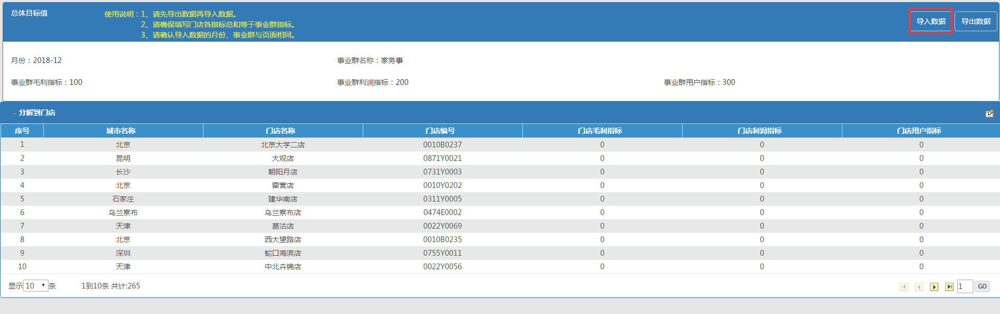 总体目标值
使用说明：1、请先导出数据再导入数据。
2、请确保填写门店各指标总和等于事业群指标。
3、请确认导入数据的月份、事业群与页面相同。
导入数据 导出数据
月份：2018-12 事业群名称：家务事
事业群毛利指标：100 事业群利润指标：200 事业群用户指标：300
分解到门店
序号 城市名称 门店名称 门店编号 门店毛利指标 门店利润指标 门店用户指标
1 北京 北京大学二店 0010B0237 0 0 0
2 昆明 大观店 0871Y0021 0 0 0
3 长沙 朝阳月店 0731Y0003 0 0 0
4 北京 霍营店 0010Y0202 0 0 0
5 石家庄 建华南店 0311Y0005 0 0 0
6 乌兰察布 乌兰察布店 0474E0002 0 0 0
7 天津 葛沽店 0022Y0069 0 0 0
8 北京 西大望路店 0010B0235 0 0 0
9 深圳 蛇口海滨店 0755Y0011 0 0 0
10 天津 中北卉锦店 0022Y0056 0 0 0
显示 10 条 1到10条 共计:265 1 GO